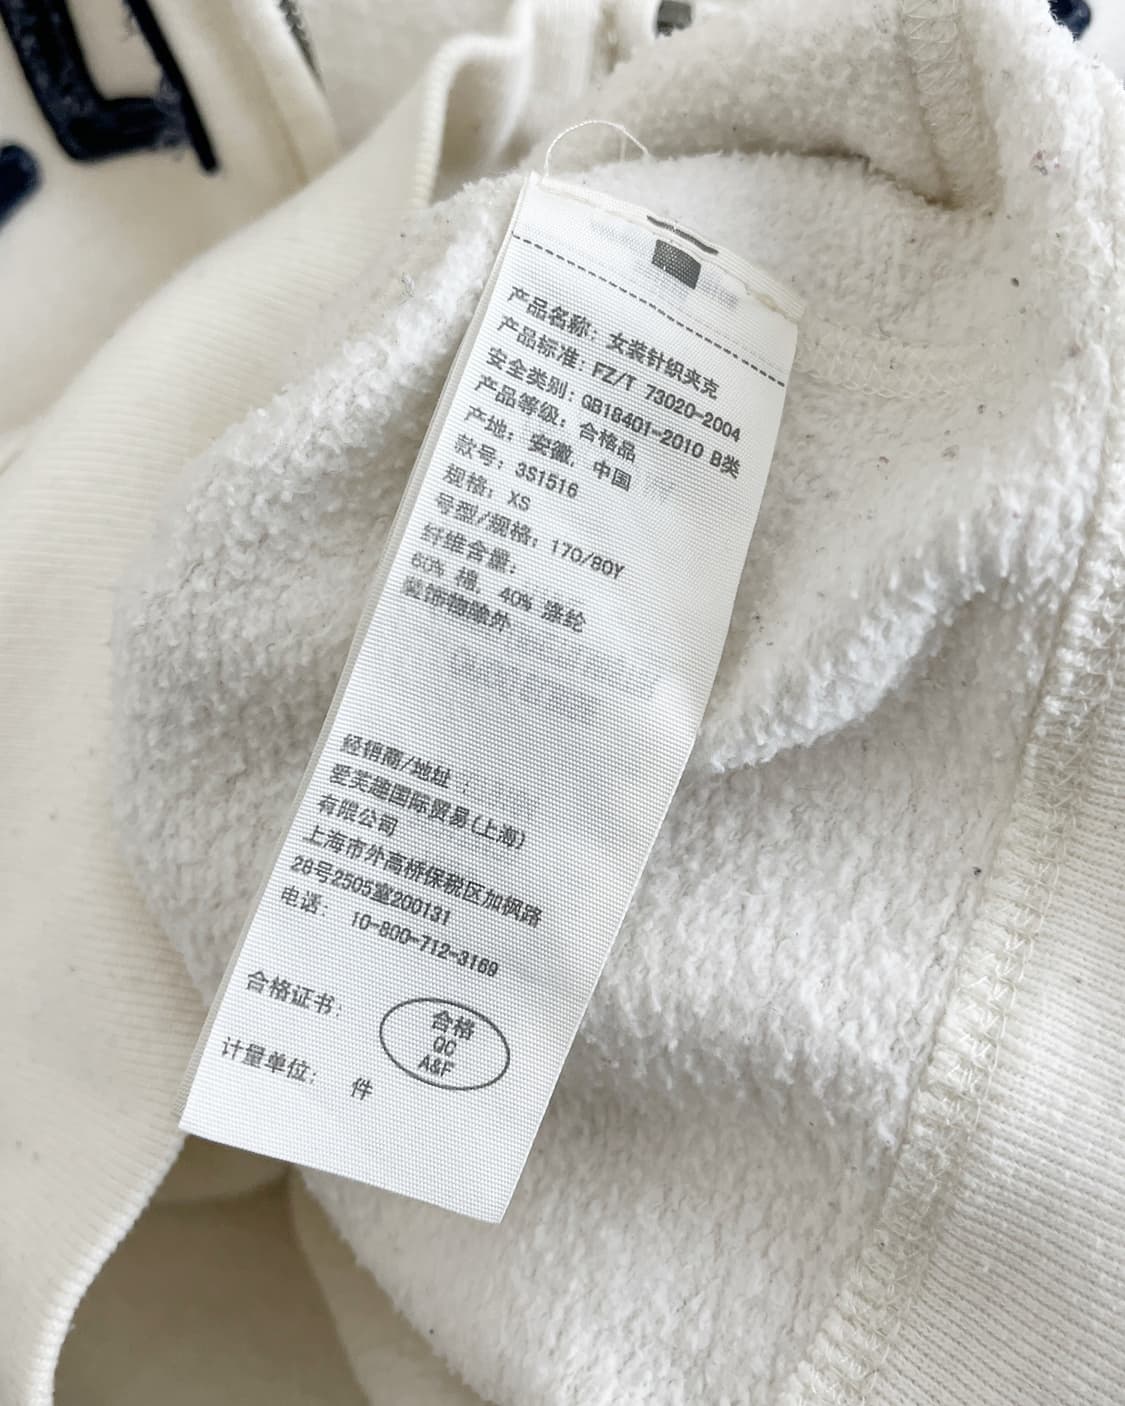 产品名称: 女装针织夹克
产品标准: FZ/T 73020-2004
安全类别: GB18401-2010 B类
产品等级: 合格品
产地: 安徽, 中国
款号: 3S1516
规格: XS
号型/规格: 170/80Y
纤维含量:
60% 棉, 40% 涤纶
装饰物除外
经销商/地址 :
爱芙趣国际贸易(上海)
有限公司
上海市外高桥保税区加枫路
28号2505室200131
电话: 10-800-712-3169
合格证书:
合格
QC
A&F
计量单位: 件